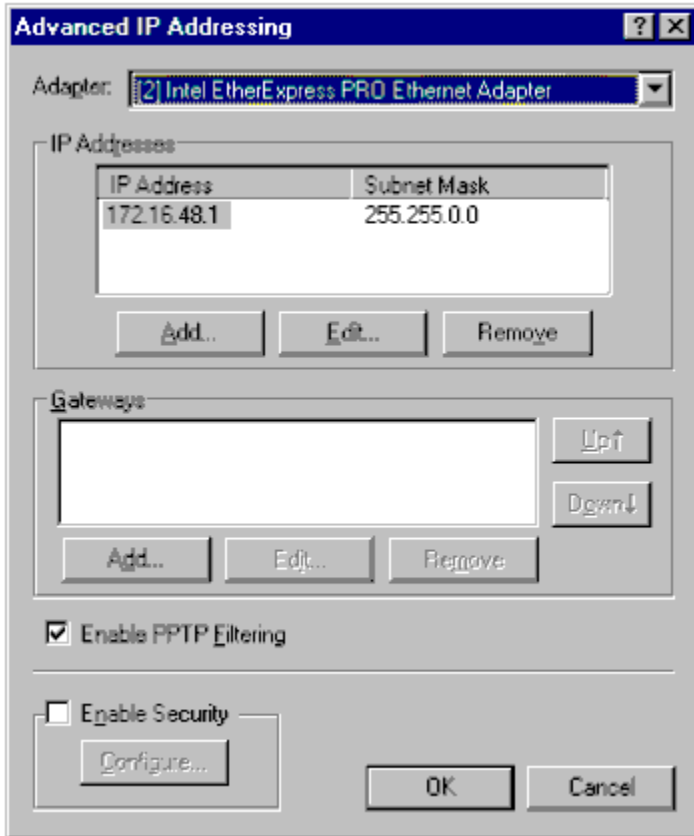 Advanced IP Addressing
Adapter: [2] Intel EtherExpress PRO Ethernet Adapter
IP Addresses
IP Address Subnet Mask
172.16.48.1 255.255.0.0
Add... Edit... Remove
Gateways
Up↑
Down↓
Add... Edit... Remove
Enable PPTP Filtering
Enable Security
Configure...
OK Cancel